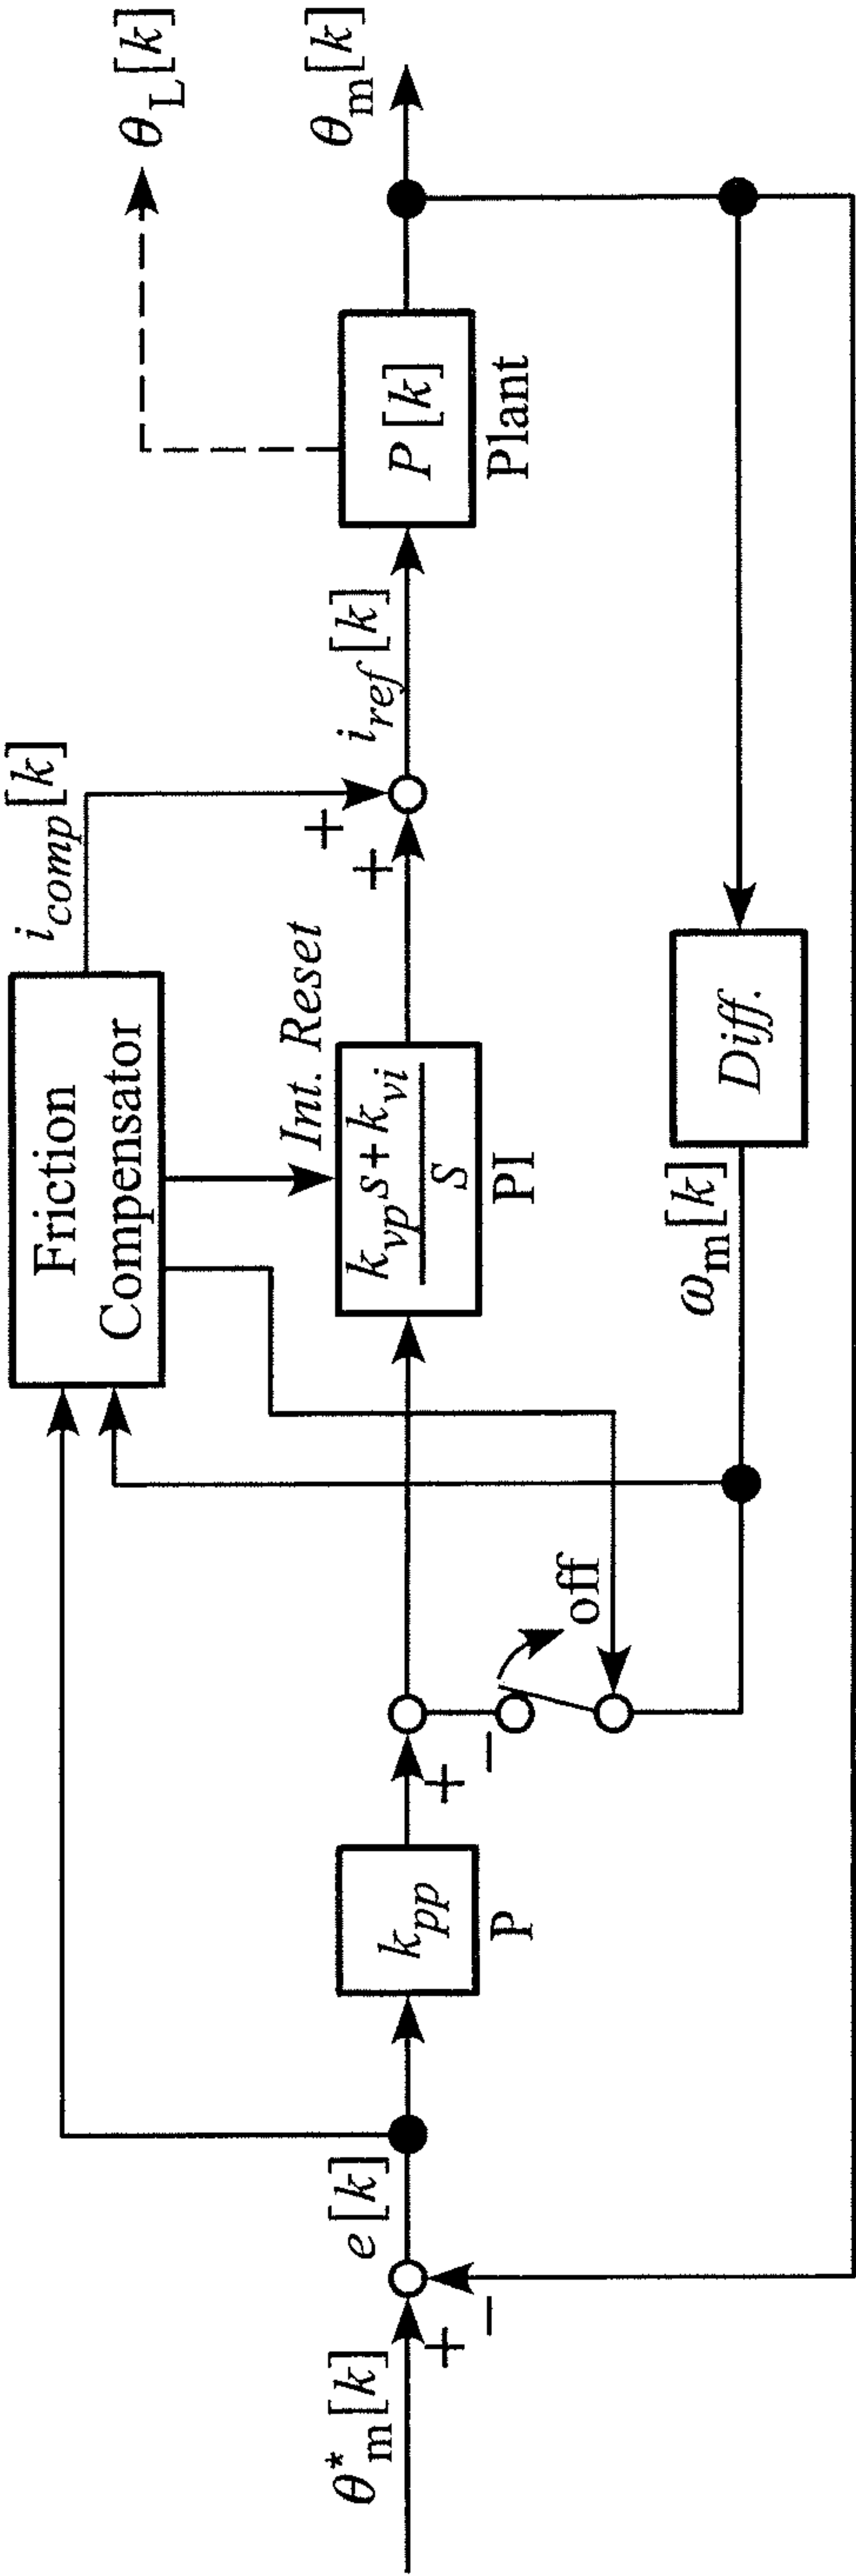 θ*m[k]
+
−
e[k]
kpp
P
+
−
off
Friction
Compensator
Int. Reset
kvps+kvi
s
PI
icomp[k]
+
+
iref[k]
P[k]
Plant
θL[k]
θm[k]
Diff.
ωm[k]